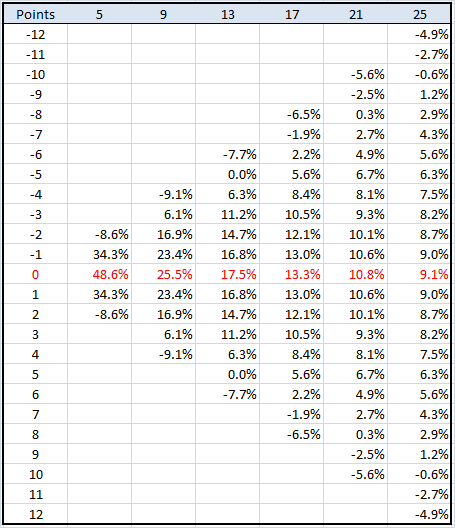 Points 5 9 13 17 21 25
-12 -4.9%
-11 -2.7%
-10 -5.6% -0.6%
-9 -2.5% 1.2%
-8 -6.5% 0.3% 2.9%
-7 -1.9% 2.7% 4.3%
-6 -7.7% 2.2% 4.9% 5.6%
-5 0.0% 5.6% 6.7% 6.3%
-4 -9.1% 6.3% 8.4% 8.1% 7.5%
-3 6.1% 11.2% 10.5% 9.3% 8.2%
-2 -8.6% 16.9% 14.7% 12.1% 10.1% 8.7%
-1 34.3% 23.4% 16.8% 13.0% 10.6% 9.0%
0 48.6% 25.5% 17.5% 13.3% 10.8% 9.1%
1 34.3% 23.4% 16.8% 13.0% 10.6% 9.0%
2 -8.6% 16.9% 14.7% 12.1% 10.1% 8.7%
3 6.1% 11.2% 10.5% 9.3% 8.2%
4 -9.1% 6.3% 8.4% 8.1% 7.5%
5 0.0% 5.6% 6.7% 6.3%
6 -7.7% 2.2% 4.9% 5.6%
7 -1.9% 2.7% 4.3%
8 -6.5% 0.3% 2.9%
9 -2.5% 1.2%
10 -5.6% -0.6%
11 -2.7%
12 -4.9%